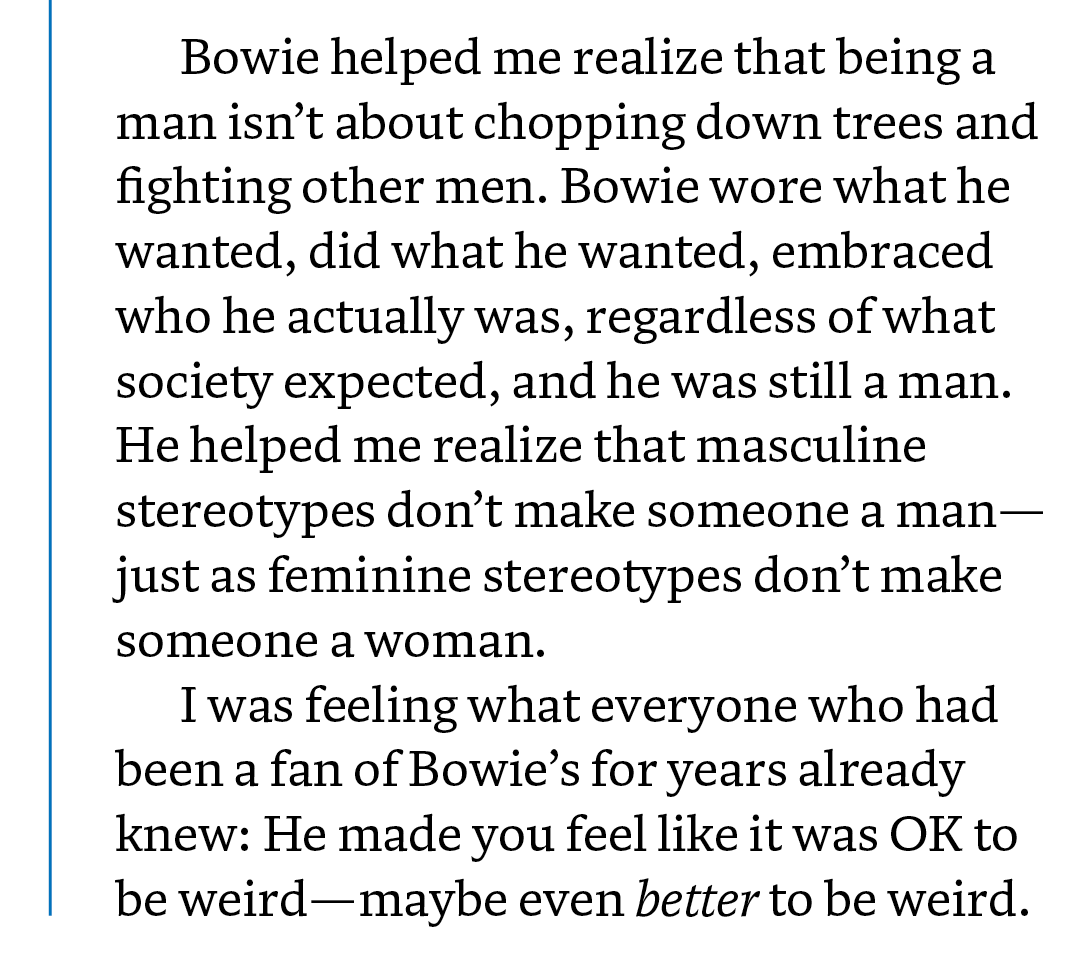 Bowie helped me realize that being a
man isn’t about chopping down trees and
fighting other men. Bowie wore what he
wanted, did what he wanted, embraced
who he actually was, regardless of what
society expected, and he was still a man.
He helped me realize that masculine
stereotypes don’t make someone a man—
just as feminine stereotypes don’t make
someone a woman.
I was feeling what everyone who had
been a fan of Bowie’s for years already
knew: He made you feel like it was OK to
be weird—maybe even better to be weird.